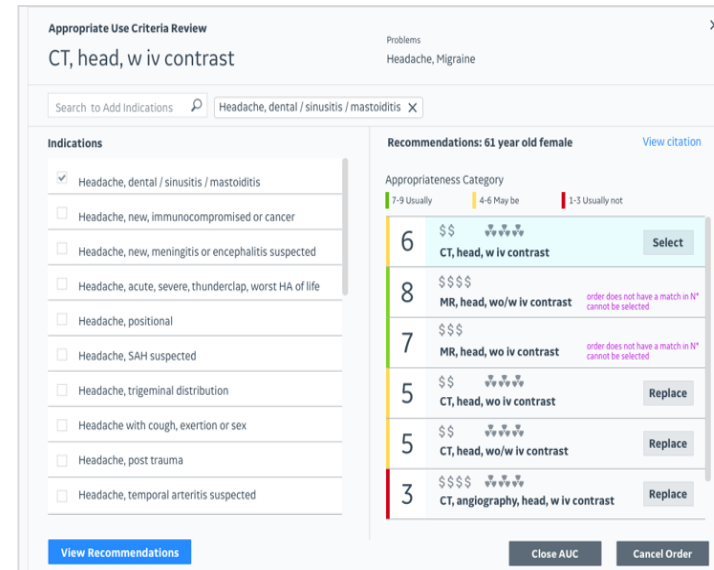 Appropriate Use Criteria Review
CT, head, w iv contrast
Problems
Headache, Migraine
Search to Add Indications
Headache, dental / sinusitis / mastoiditis X
Indications
Headache, dental / sinusitis / mastoiditis
Headache, new, immunocompromised or cancer
Headache, new, meningitis or encephalitis suspected
Headache, acute, severe, thunderclap, worst HA of life
Headache, positional
Headache, SAH suspected
Headache, trigeminal distribution
Headache with cough, exertion or sex
Headache, post trauma
Headache, temporal arteritis suspected
View Recommendations
Recommendations: 61 year old female
View citation
Appropriateness Category
7-9 Usually
4-6 May be
1-3 Usually not
6
$$
CT, head, w iv contrast
Select
8
$$$$
MR, head, wo/w iv contrast
order does not have a match in N*
cannot be selected
7
$$$
MR, head, wo iv contrast
order does not have a match in N*
cannot be selected
5
$$
CT, head, wo iv contrast
Replace
5
$$
CT, head, wo/w iv contrast
Replace
3
$$$$
CT, angiography, head, w iv contrast
Replace
Close AUC
Cancel Order